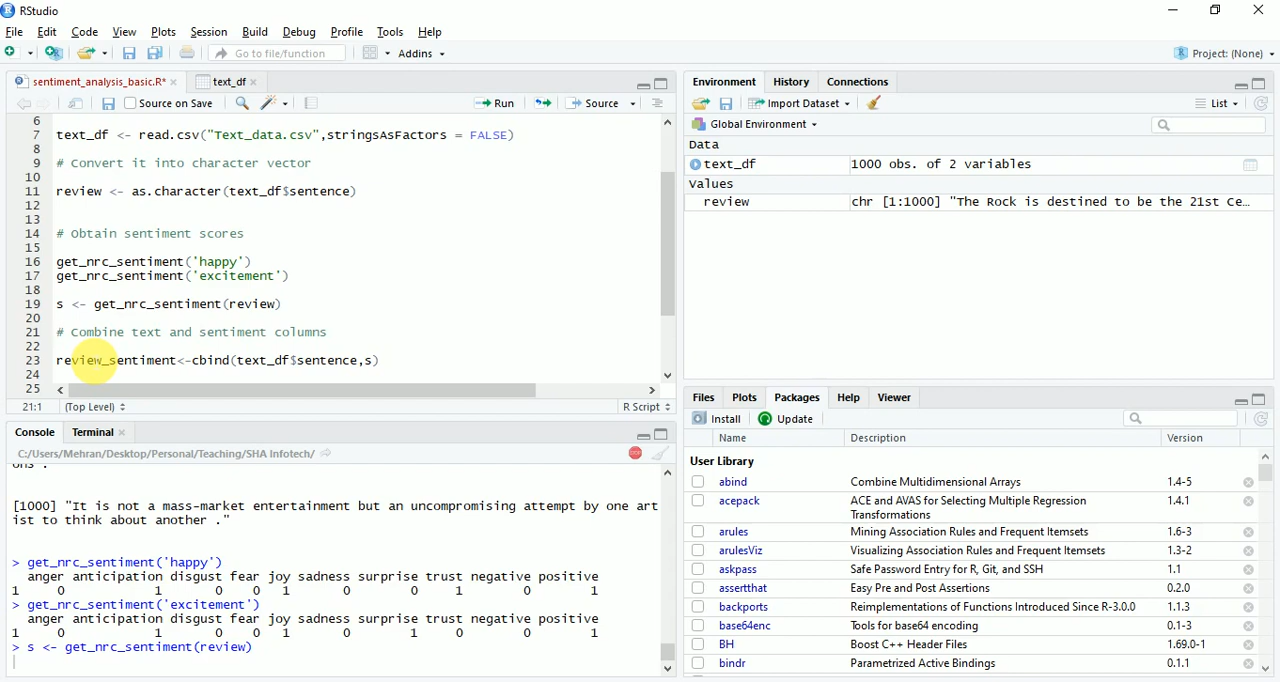 RStudio
File Edit Code View Plots Session Build Debug Profile Tools Help
Go to file/function Addins Project: (None)
sentiment_analysis_basic.R* text_df
Source on Save Run Source
6
7 text_df <- read.csv("Text_data.csv",stringsAsFactors = FALSE)
8
9 # Convert it into character vector
10
11 review <- as.character(text_df$sentence)
12
13
14 # Obtain sentiment scores
15
16 get_nrc_sentiment('happy')
17 get_nrc_sentiment('excitement')
18
19 s <- get_nrc_sentiment(review)
20
21 # Combine text and sentiment columns
22
23 review_sentiment<-cbind(text_df$sentence,s)
24
25
21:1 (Top Level) R Script
Console Terminal
C:/Users/Mehran/Desktop/Personal/Teaching/SHA Infotech/
ons .
[1000] "It is not a mass-market entertainment but an uncompromising attempt by one art
ist to think about another ."
> get_nrc_sentiment('happy')
anger anticipation disgust fear joy sadness surprise trust negative positive
1 0 1 0 0 1 0 0 1 0 1
> get_nrc_sentiment('excitement')
anger anticipation disgust fear joy sadness surprise trust negative positive
1 0 1 0 0 1 0 1 0 0 1
> s <- get_nrc_sentiment(review)
Environment History Connections
Import Dataset List
Global Environment
Data
text_df 1000 obs. of 2 variables
Values
review chr [1:1000] "The Rock is destined to be the 21st Ce…
Files Plots Packages Help Viewer
Install Update
Name Description Version
User Library
abind Combine Multidimensional Arrays 1.4-5
acepack ACE and AVAS for Selecting Multiple Regression 1.4.1
Transformations
arules Mining Association Rules and Frequent Itemsets 1.6-3
arulesViz Visualizing Association Rules and Frequent Itemsets 1.3-2
askpass Safe Password Entry for R, Git, and SSH 1.1
assertthat Easy Pre and Post Assertions 0.2.0
backports Reimplementations of Functions Introduced Since R-3.0.0 1.1.3
base64enc Tools for base64 encoding 0.1-3
BH Boost C++ Header Files 1.69.0-1
bindr Parametrized Active Bindings 0.1.1